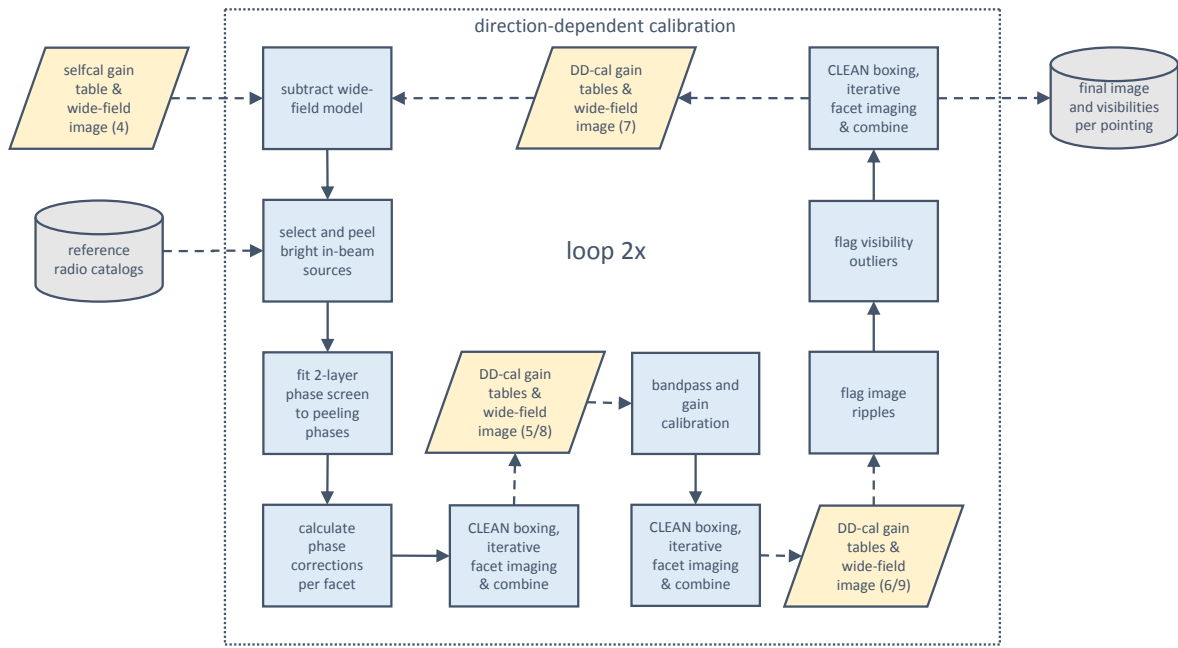 direction-dependent calibration
selfcal gain
table &
wide-field
image (4)
subtract wide-
field model
DD-cal gain
tables &
wide-field
image (7)
CLEAN boxing,
iterative
facet imaging
& combine
final image
and visibilities
per pointing
reference
radio catalogs
select and peel
bright in-beam
sources
loop 2x
flag visibility
outliers
fit 2-layer
phase screen
to peeling
phases
DD-cal gain
tables &
wide-field
image (5/8)
bandpass and
gain
calibration
flag image
ripples
calculate
phase
corrections
per facet
CLEAN boxing,
iterative
facet imaging
& combine
CLEAN boxing,
iterative
facet imaging
& combine
DD-cal gain
tables &
wide-field
image (6/9)